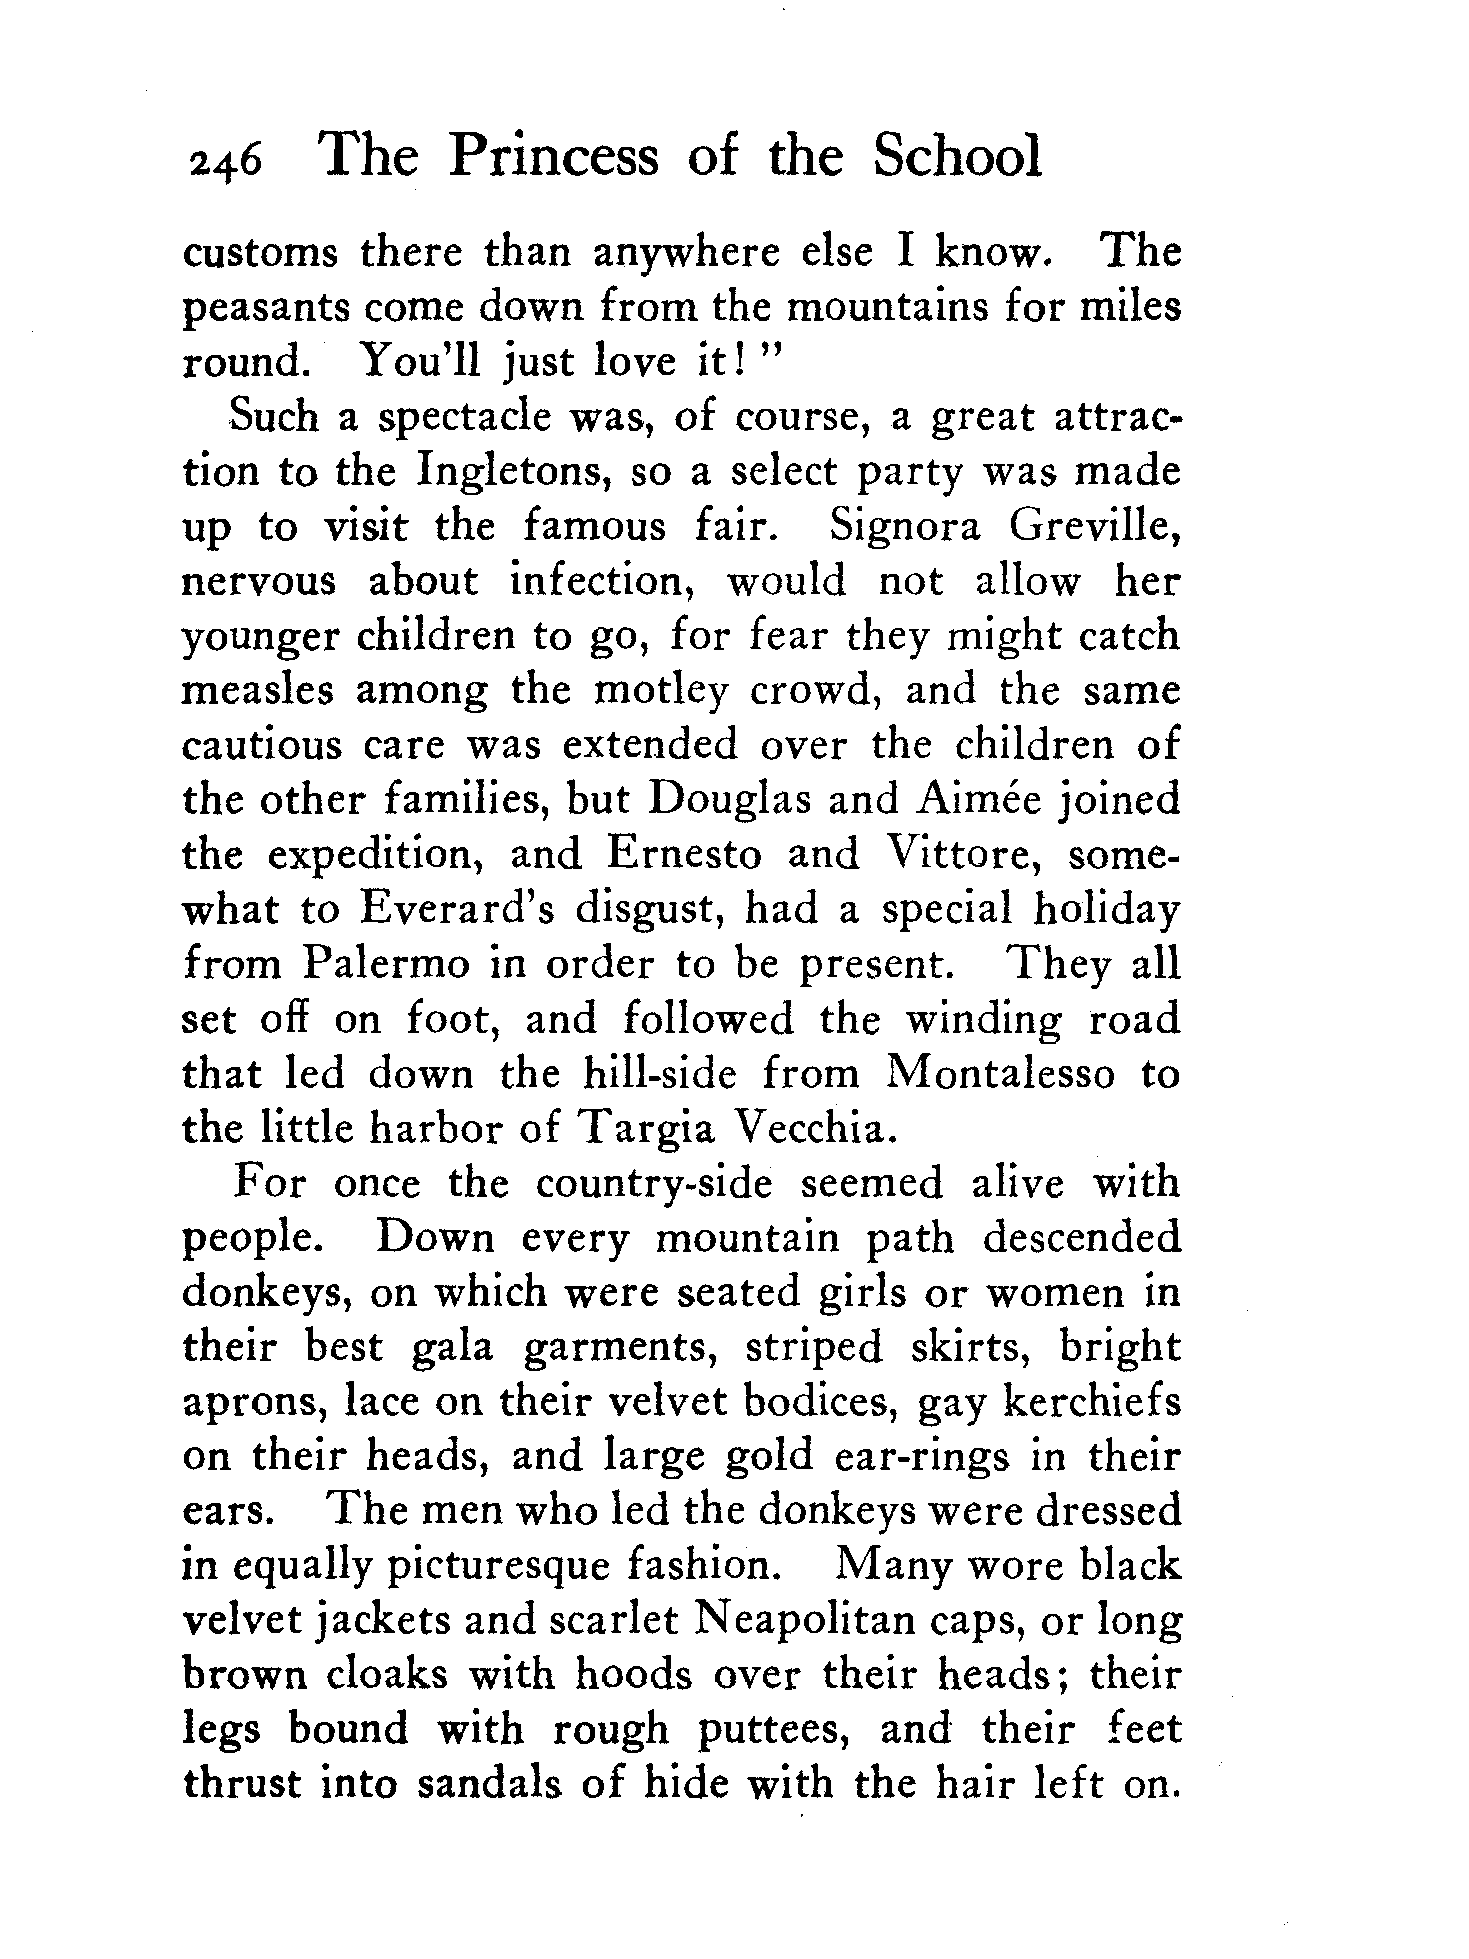 246 The Princess of the School
customs there than anywhere else I know. The
peasants come down from the mountains for miles
round. You'll just love it! "
Such a spectacle was, of course, a great attrac-
tion to the Ingletons, so a select party was made
up to visit the famous fair. Signora Greville,
nervous about infection, would not allow her
younger children to go, for fear they might catch
measles among the motley crowd, and the same
cautious care was extended over the children of
the other families, but Douglas and Aimée joined
the expedition, and Ernesto and Vittore, some-
what to Everard's disgust, had a special holiday
from Palermo in order to be present. They all
set off on foot, and followed the winding road
that led down the hill-side from Montalesso to
the little harbor of Targia Vecchia.
For once the country-side seemed alive with
people. Down every mountain path descended
donkeys, on which were seated girls or women in
their best gala garments, striped skirts, bright
aprons, lace on their velvet bodices, gay kerchiefs
on their heads, and large gold ear-rings in their
ears. The men who led the donkeys were dressed
in equally picturesque fashion. Many wore black
velvet jackets and scarlet Neapolitan caps, or long
brown cloaks with hoods over their heads; their
legs bound with rough puttees, and their feet
thrust into sandals of hide with the hair left on.